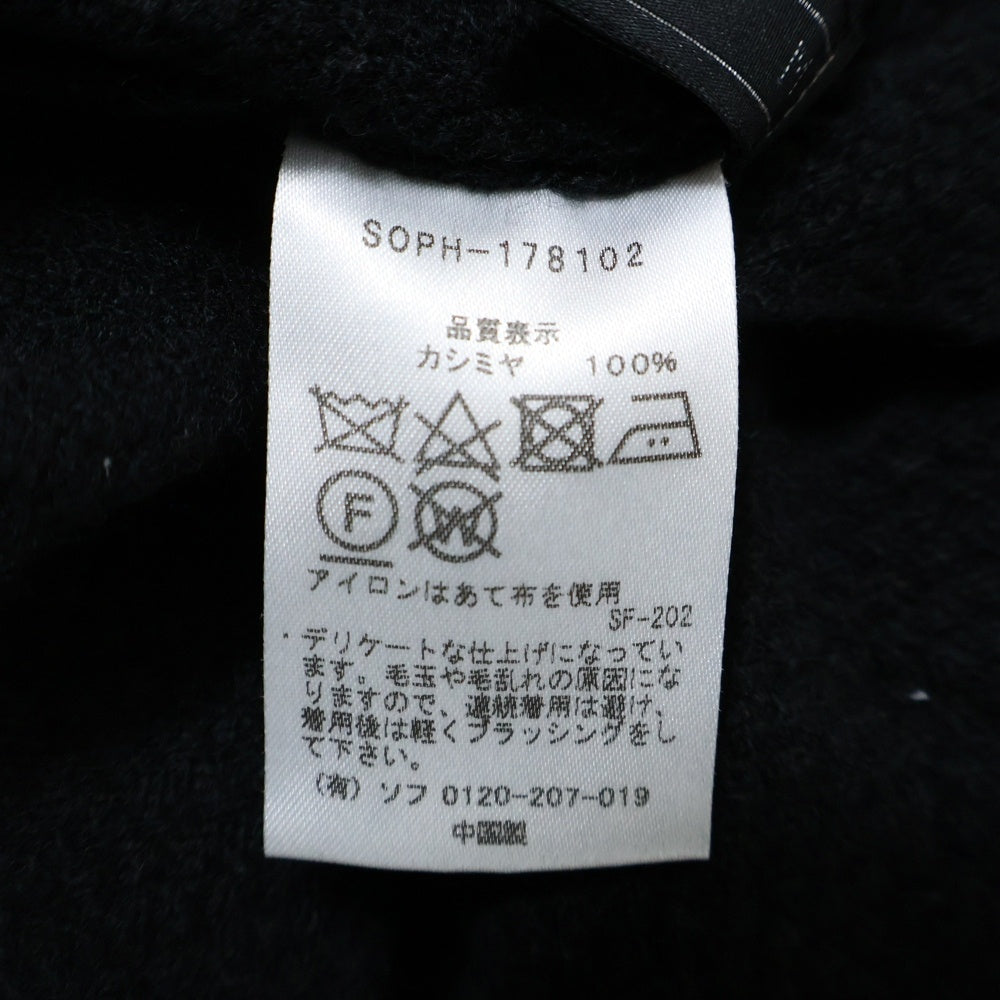 SOPH-178102
品質表示
カシミヤ 100%
F
W
アイロンはあて布を使用
SF-202
・デリケートな仕上げになってい
ます。毛玉や毛乱れの原因にな
りますので、連続着用は避け、
着用後は軽くブラッシングをし
て下さい。
(有) ソフ 0120-207-019
中国製